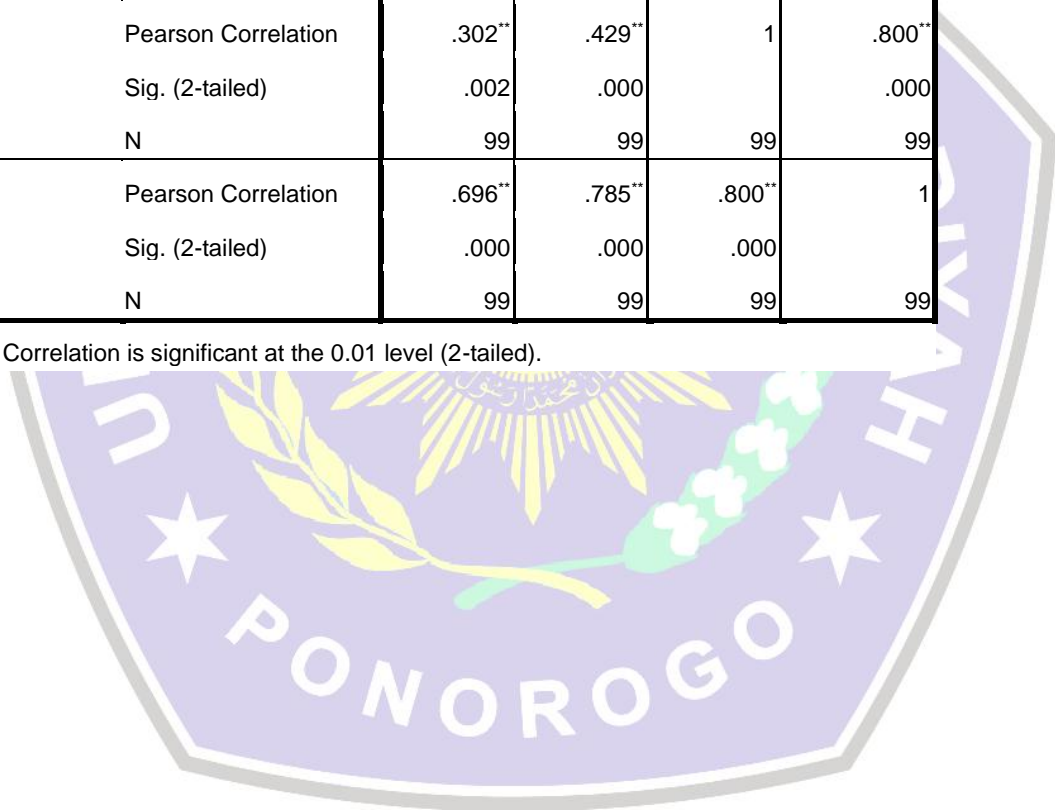 Pearson Correlation .302** .429** 1 .800**
Sig. (2-tailed) .002 .000 .000
N 99 99 99 99
Pearson Correlation .696** .785** .800** 1
Sig. (2-tailed) .000 .000 .000
N 99 99 99 99
Correlation is significant at the 0.01 level (2-tailed).
PONOROGO